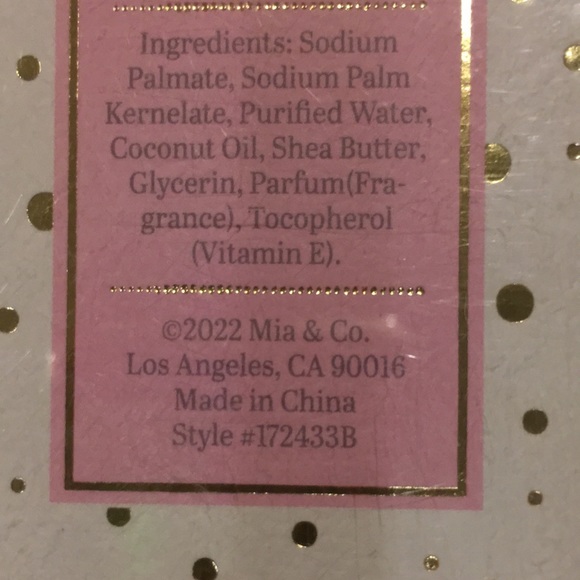 Ingredients: Sodium
Palmate, Sodium Palm
Kernelate, Purified Water,
Coconut Oil, Shea Butter,
Glycerin, Parfum(Fra-
grance), Tocopherol
(Vitamin E).
©2022 Mia & Co.
Los Angeles, CA 90016
Made in China
Style #172433B